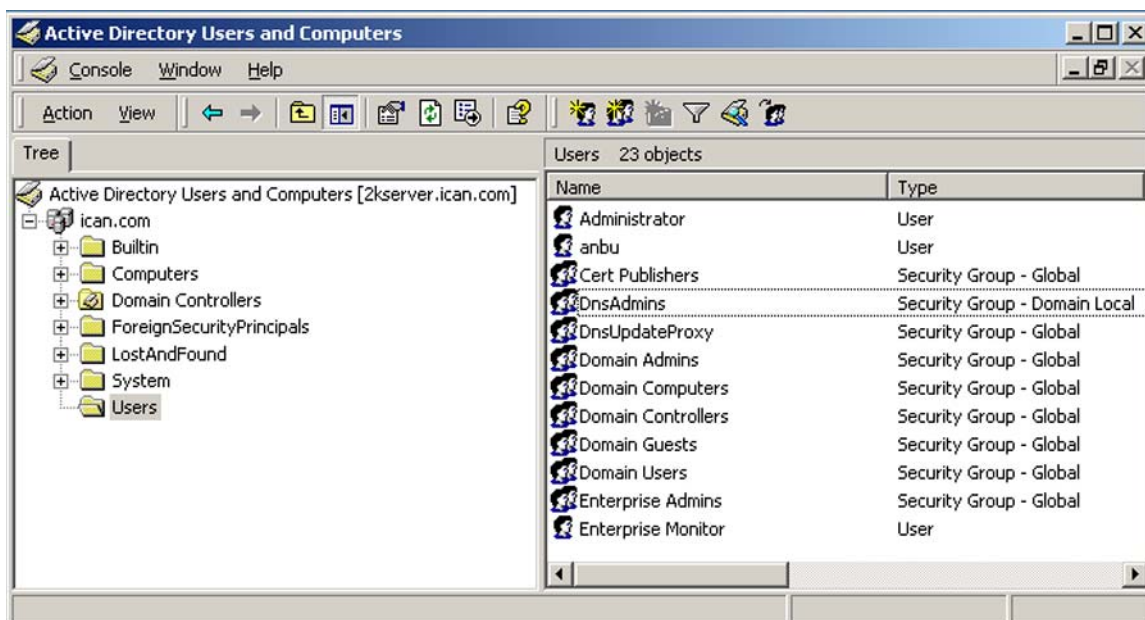 Active Directory Users and Computers
Console Window Help
Action View
Tree
Users 23 objects
Active Directory Users and Computers [2kserver.ican.com]
ican.com
Builtin
Computers
Domain Controllers
ForeignSecurityPrincipals
LostAndFound
System
Users
Name Type
Administrator User
anbu User
Cert Publishers Security Group - Global
DnsAdmins Security Group - Domain Local
DnsUpdateProxy Security Group - Global
Domain Admins Security Group - Global
Domain Computers Security Group - Global
Domain Controllers Security Group - Global
Domain Guests Security Group - Global
Domain Users Security Group - Global
Enterprise Admins Security Group - Global
Enterprise Monitor User